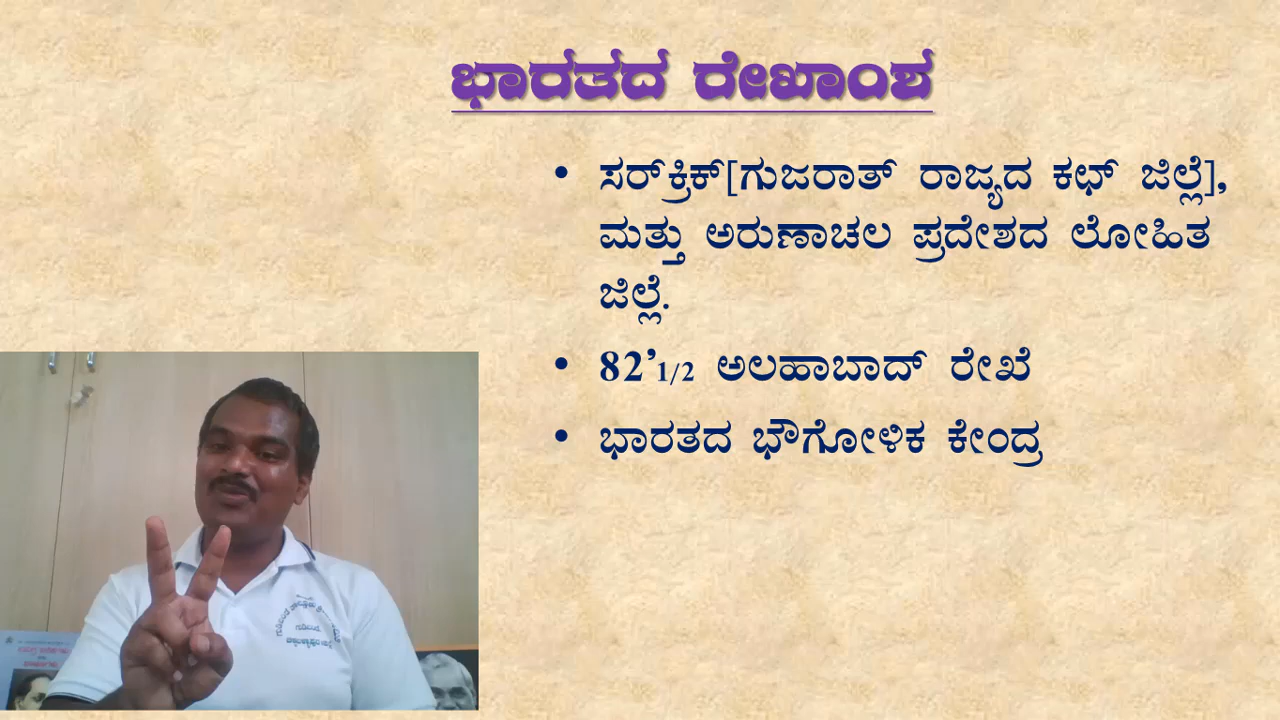 ಭಾರತದ ರೇಖಾಂಶ
• ಸರ್‌ಕ್ರಿಕ್[ಗುಜರಾತ್ ರಾಜ್ಯದ ಕಛ್ ಜಿಲ್ಲೆ],
ಮತ್ತು ಅರುಣಾಚಲ ಪ್ರದೇಶದ ಲೋಹಿತ
ಜಿಲ್ಲೆ.
• 82’1/2 ಅಲಹಾಬಾದ್ ರೇಖೆ
• ಭಾರತದ ಭೌಗೋಳಿಕ ಕೇಂದ್ರ